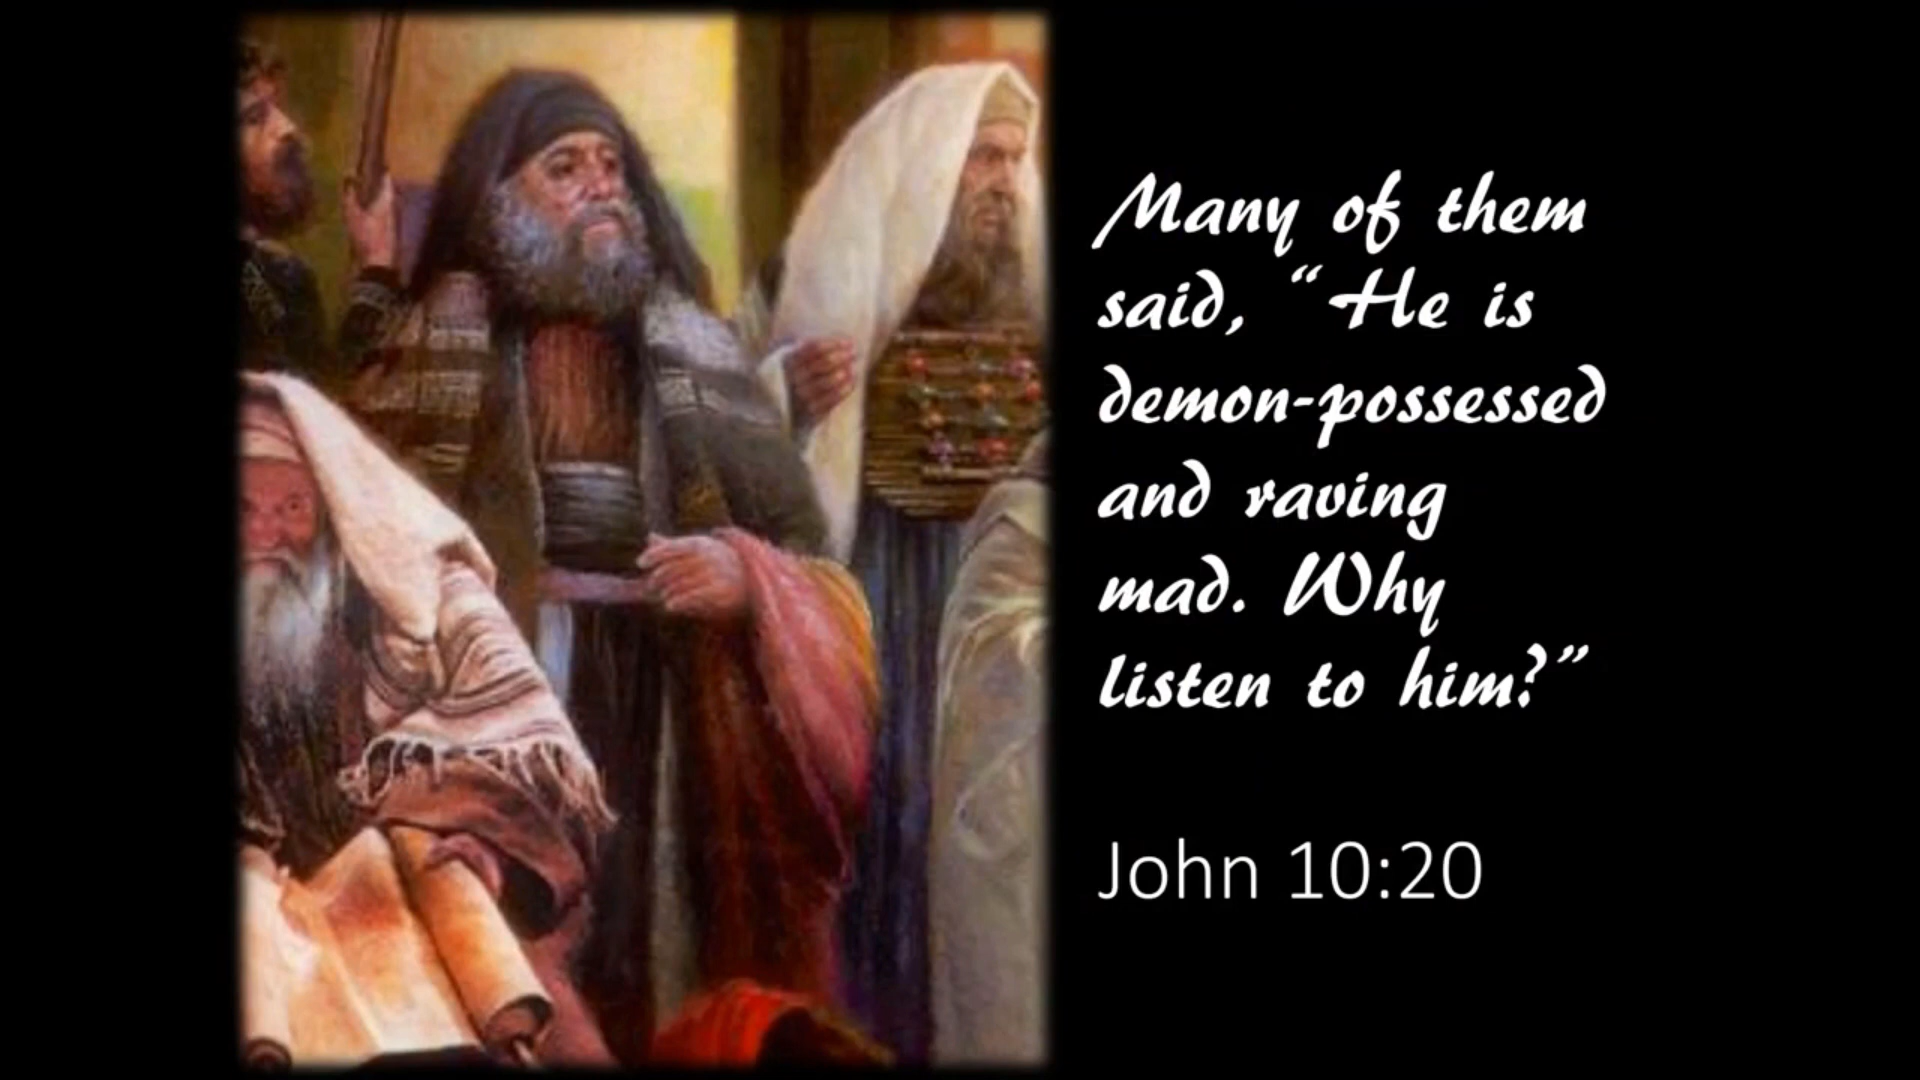 Many of them
said, “He is
demon-possessed
and raving
mad. Why
listen to him?”
John 10:20